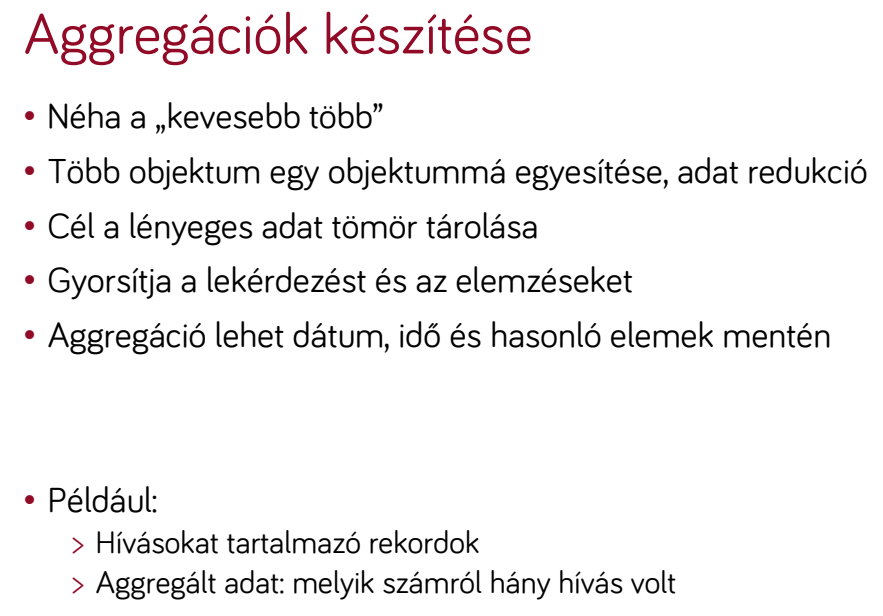 Aggregációk készítése
• Néha a „kevesebb több”
• Több objektum egy objektummá egyesítése, adat redukció
• Cél a lényeges adat tömör tárolása
• Gyorsítja a lekérdezést és az elemzéseket
• Aggregáció lehet dátum, idő és hasonló elemek mentén
• Például:
> Hívásokat tartalmazó rekordok
> Aggregált adat: melyik számról hány hívás volt